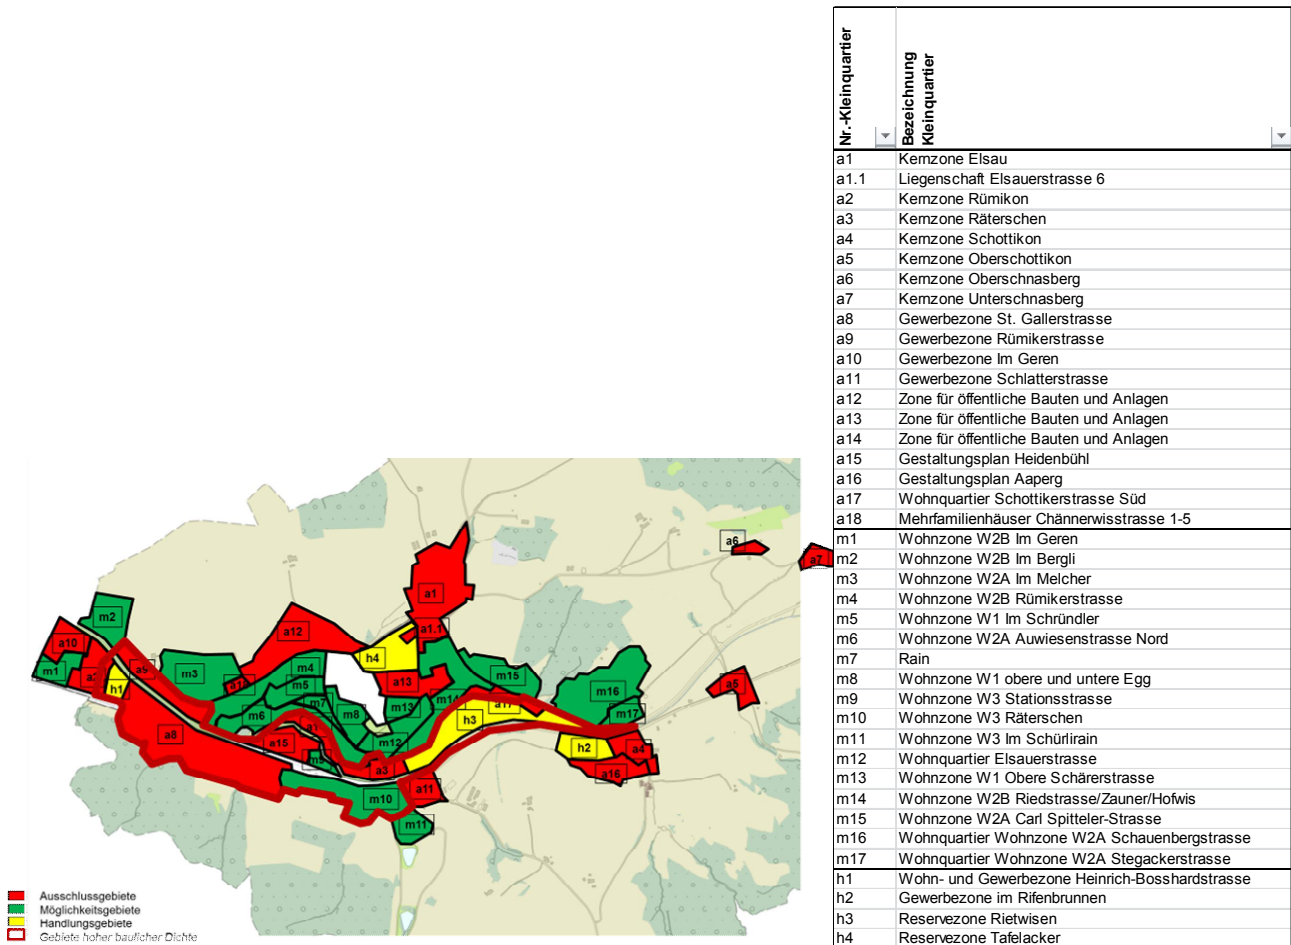 Nr.-Kleinquartier
Bezeichnung
Kleinquartier
a1 Kernzone Elsau
a1.1 Liegenschaft Elsauerstrasse 6
a2 Kernzone Rümikon
a3 Kernzone Räterschen
a4 Kernzone Schottikon
a5 Kernzone Oberschottikon
a6 Kernzone Oberschnasberg
a7 Kernzone Unterschnasberg
a8 Gewerbezone St. Gallerstrasse
a9 Gewerbezone Rümikerstrasse
a10 Gewerbezone Im Geren
a11 Gewerbezone Schlatterstrasse
a12 Zone für öffentliche Bauten und Anlagen
a13 Zone für öffentliche Bauten und Anlagen
a14 Zone für öffentliche Bauten und Anlagen
a15 Gestaltungsplan Heidenbühl
a16 Gestaltungsplan Aaperg
a17 Wohnquartier Schottikerstrasse Süd
a18 Mehrfamilienhäuser Chännerwisstrasse 1-5
m1 Wohnzone W2B Im Geren
m2 Wohnzone W2B Im Bergli
m3 Wohnzone W2A Im Melcher
m4 Wohnzone W2B Rümikerstrasse
m5 Wohnzone W1 Im Schründler
m6 Wohnzone W2A Auwiesenstrasse Nord
m7 Rain
m8 Wohnzone W1 obere und untere Egg
m9 Wohnzone W3 Stationsstrasse
m10 Wohnzone W3 Räterschen
m11 Wohnzone W3 Im Schürlirain
m12 Wohnquartier Elsauerstrasse
m13 Wohnzone W1 Obere Schärerstrasse
m14 Wohnzone W2B Riedstrasse/Zauner/Hofwis
m15 Wohnzone W2A Carl Spitteler-Strasse
m16 Wohnquartier Wohnzone W2A Schauenbergstrasse
m17 Wohnquartier Wohnzone W2A Stegackerstrasse
h1 Wohn- und Gewerbezone Heinrich-Bosshardstrasse
h2 Gewerbezone im Rifenbrunnen
h3 Reservezone Rietwisen
h4 Reservezone Tafelacker
a6
a7
a1
m2
a1.1
a12
a10
h4
m4
a9
m1
m3
m15
a13
h1
m5
a5
m16
m7
m14
a17
m13
m6
m8
m17
h3
a8
a15
m12
h2
a4
a3
a16
a11
m10
m11
Ausschlussgebiete
Möglichkeitsgebiete
Handlungsgebiete
Gebiete hoher baulicher Dichte